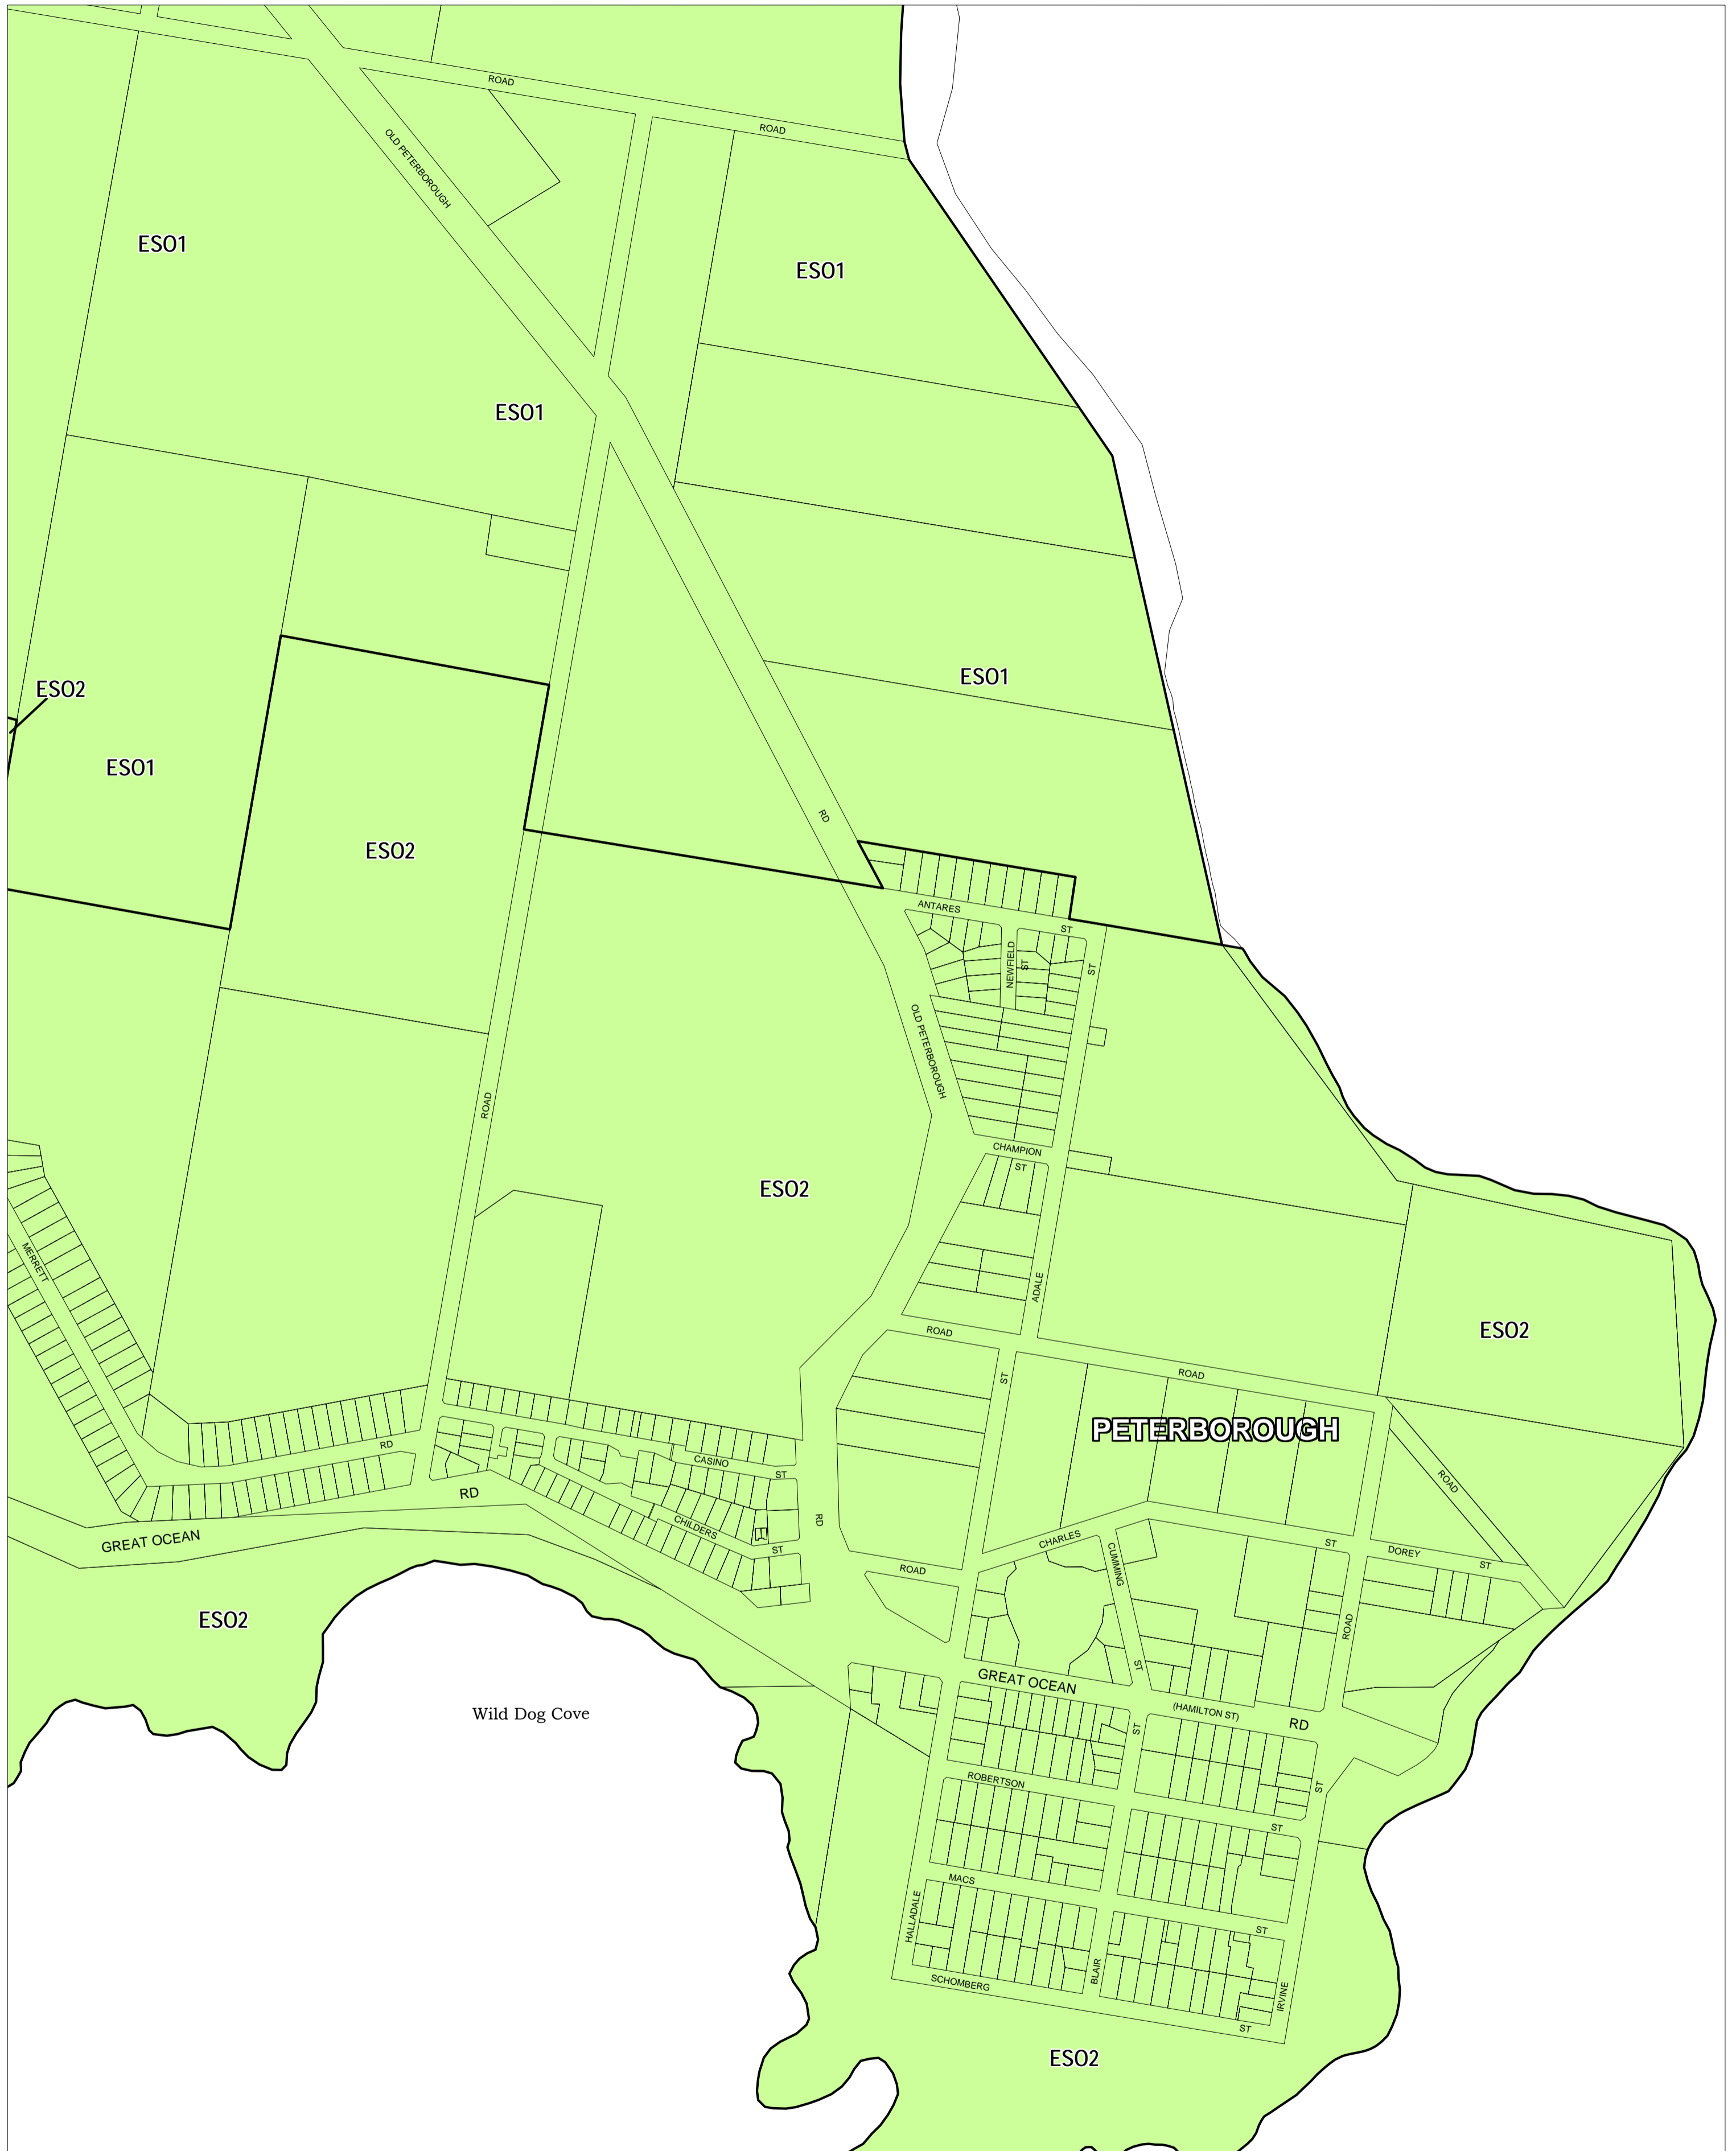 ROAD
ROAD
OLD PETERBOROUGH
ESO1
ESO1
ESO1
ESO1
ESO2
ESO1
RD
ESO2
ANTARES
ST
NEWFIELD
ST
ST
OLD PETERBOROUGH
ROAD
CHAMPION
ST
ESO2
MERRETT
ADALE
ROAD
ESO2
ROAD
ST
PETERBOROUGH
RD
CASINO
ST
ROAD
RD
RD
CHILDERS
ST
GREAT OCEAN
CHARLES
ST
CUMMING
DOREY
ST
ROAD
ESO2
ROAD
ST
GREAT OCEAN
(HAMILTON ST)
RD
Wild Dog Cove
ST
ROBERTSON
ST
ST
MACS
HALLADALE
ST
SCHOMBERG
BLAIR
IRVINE
ST
ESO2